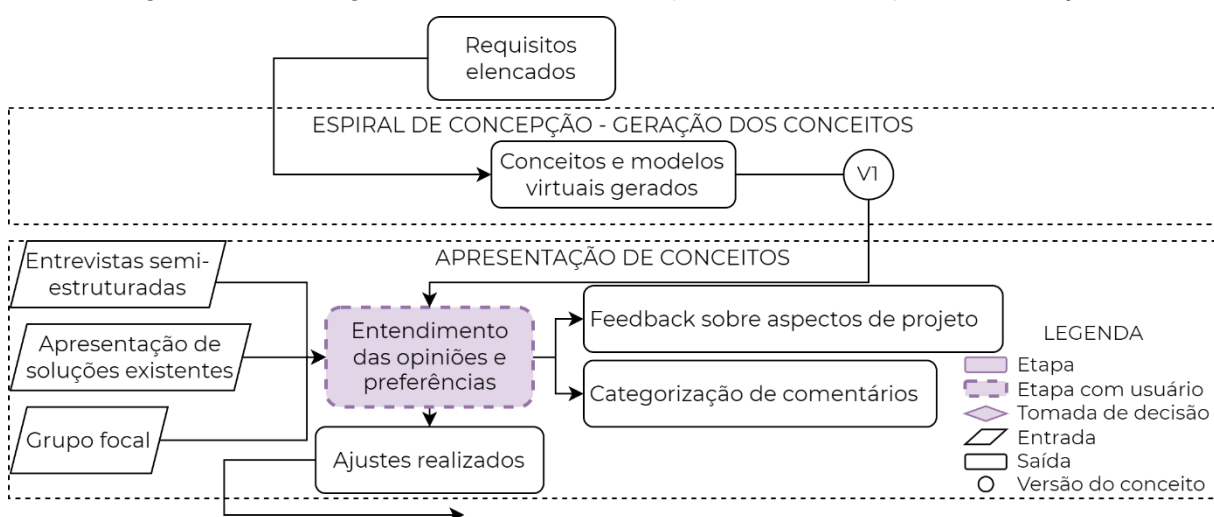 Requisitos
elencados
ESPIRAL DE CONCEPÇÃO - GERAÇÃO DOS CONCEITOS
Conceitos e modelos
virtuais gerados
V1
APRESENTAÇÃO DE CONCEITOS
Entrevistas semi-
estruturadas
Apresentação de
soluções existentes
Grupo focal
Entendimento
das opiniões e
preferências
Ajustes realizados
Feedback sobre aspectos de projeto
Categorização de comentários
LEGENDA
Etapa
Etapa com usuário
Tomada de decisão
Entrada
Saída
Versão do conceito